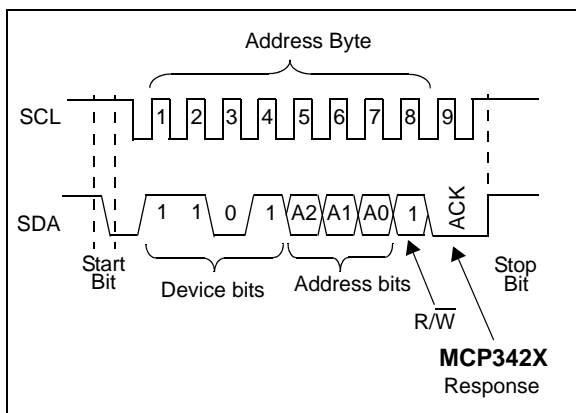 Address Byte
SCL 1 2 3 4 5 6 7 8 9
SDA 1 1 0 1 A2 A1 A0 1 ACK
Start Bit
Device bits
Address bits
Stop Bit
R/W̅
MCP342X
Response